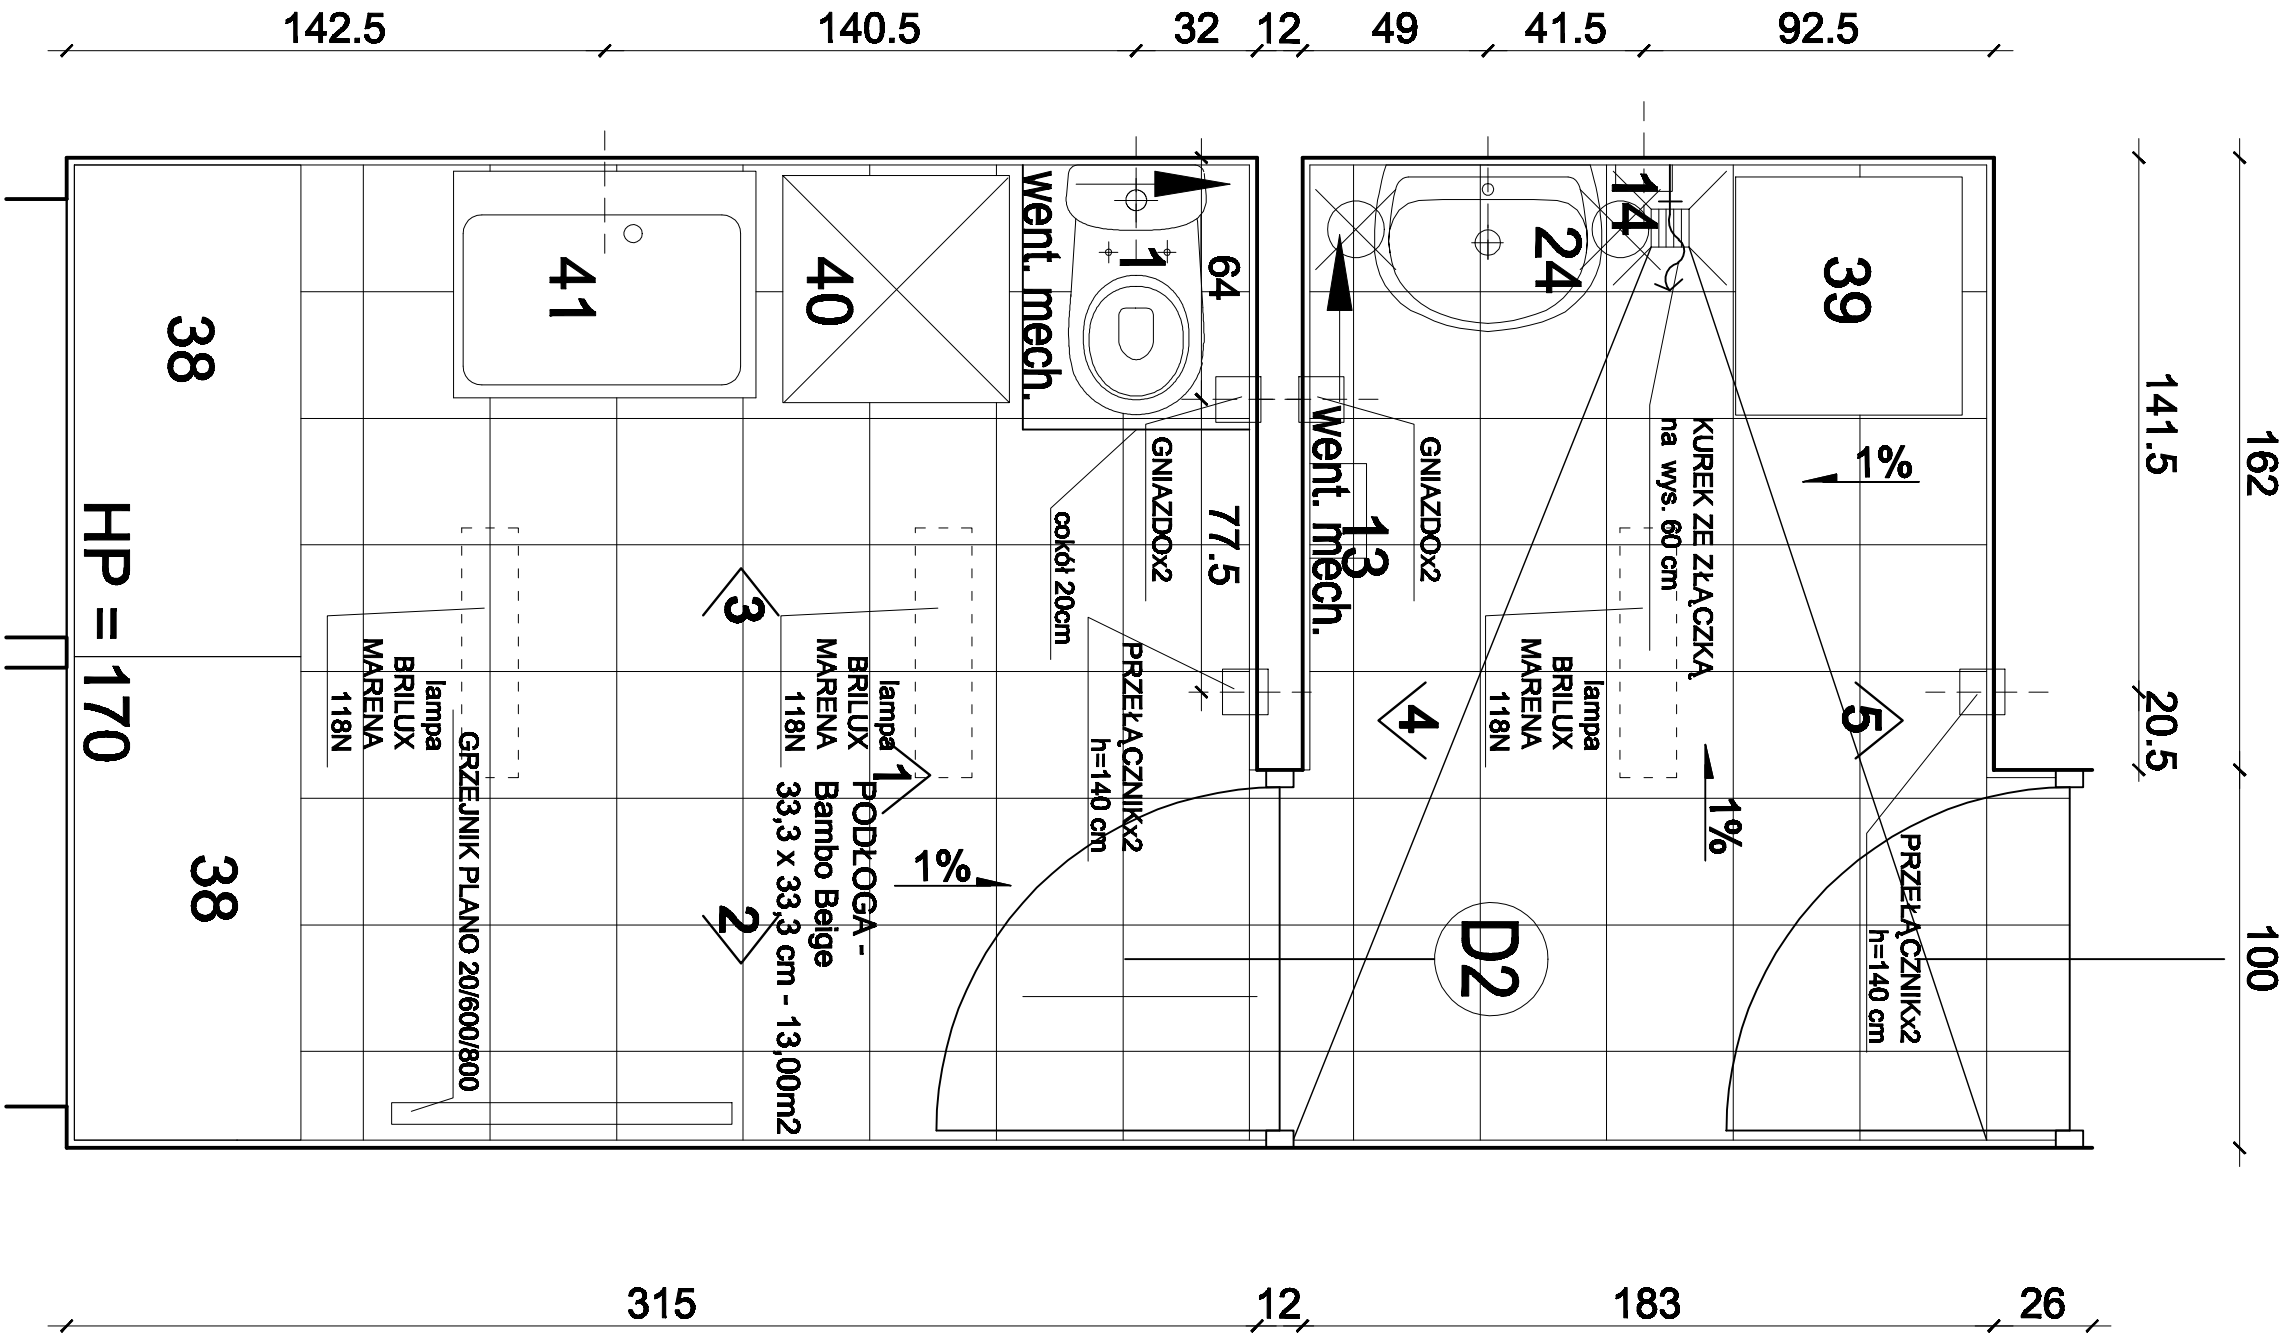 142.5
140.5
32
12
49
41.5
92.5
141.5
20.5
162
100
38
38
HP = 170
41
40
went. mech.
1
64
77.5
GNIAZDOx2
cokół 20cm
PRZEŁĄCZNIKx2
h=140 cm
lampa
BRILUX
MARENA
118N
GRZEJNIK PLANO 20/600/800
lampa
BRILUX
MARENA
118N
3
1
2
PODŁOGA -
Bambo Beige
33,3 x 33,3 cm - 13,00m2
1%
24
14
39
went. mech.
13
GNIAZDOx2
KUREK ZE ZŁĄCZKĄ
na wys. 60 cm
lampa
BRILUX
MARENA
118N
1%
1%
4
5
D2
PRZEŁĄCZNIKx2
h=140 cm
315
12
183
26